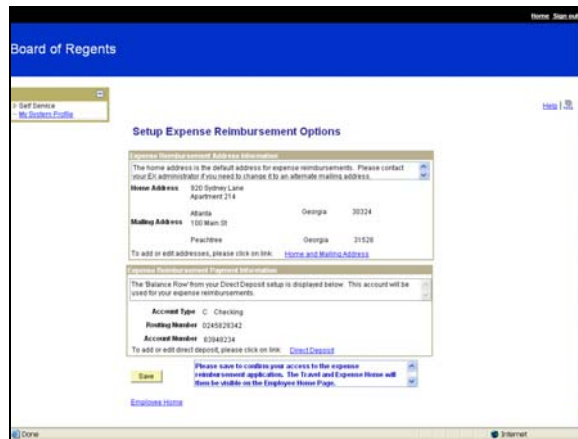 Home Sign out
Board of Regents
Self Service
My System Profile
Help
Setup Expense Reimbursement Options
Expense Reimbursement Address Information
The home address is the default address for expense reimbursements. Please contact
your EX administrator if you need to change it to an alternate mailing address.
Home Address 920 Sydney Lane
Apartment 214
Atlanta Georgia 30324
Mailing Address 100 Main St
Peachtree Georgia 31528
To add or edit addresses, please click on link: Home and Mailing Address
Expense Reimbursement Payment Information
The 'Balance Row' from your Direct Deposit setup is displayed below. This account will be
used for your expense reimbursements.
Account Type C Checking
Routing Number 0245829342
Account Number 83948234
To add or edit direct deposit, please click on link: Direct Deposit
Save
Please save to confirm your access to the expense
reimbursement application. The Travel and Expense Home will
then be visible on the Employee Home Page.
Employee Home
Done Internet